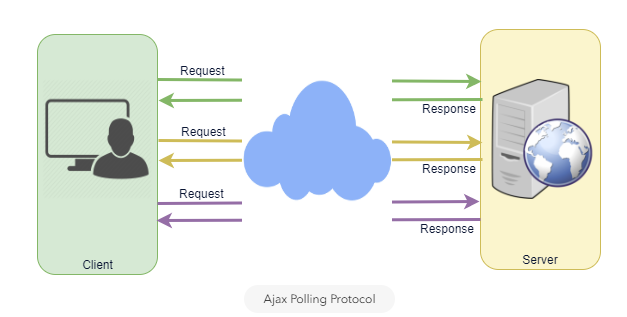 Request
Response
Request
Response
Request
Response
Client
Server
Ajax Polling Protocol